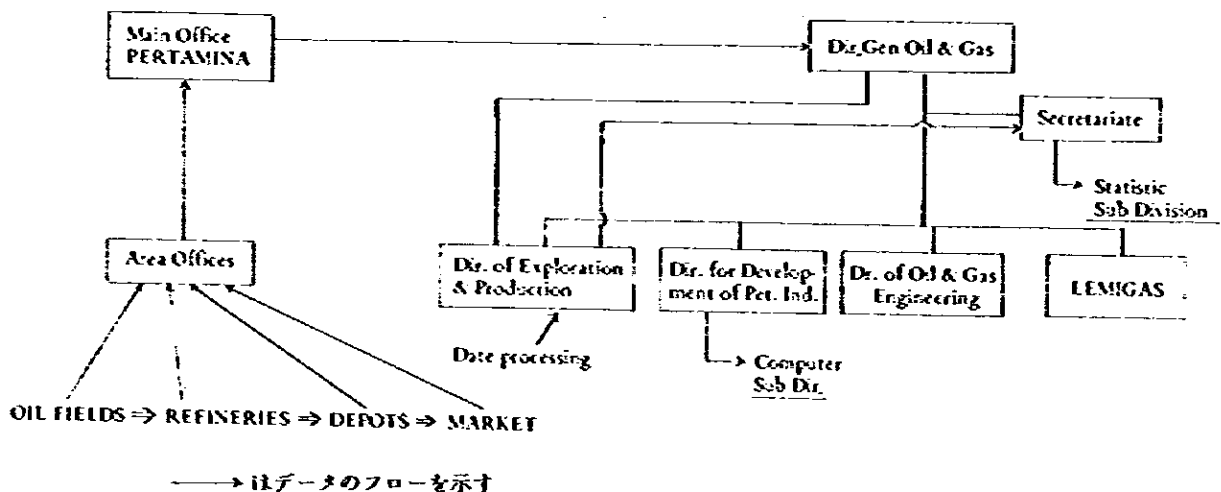 Main Office
PERTAMINA
Dir.Gen Oil & Gas
Secretariate
Statistic
Sub Division
Area Offices
Dir. of Exploration
& Production
Dir. for Develop-
ment of Pet. Ind.
Dr. of Oil & Gas
Engineering
LEMIGAS
Date processing
Computer
Sub Dir.
OIL FIELDS ⇒ REFINERIES ⇒ DEPOTS ⇒ MARKET
⟶ はデータのフローを示す